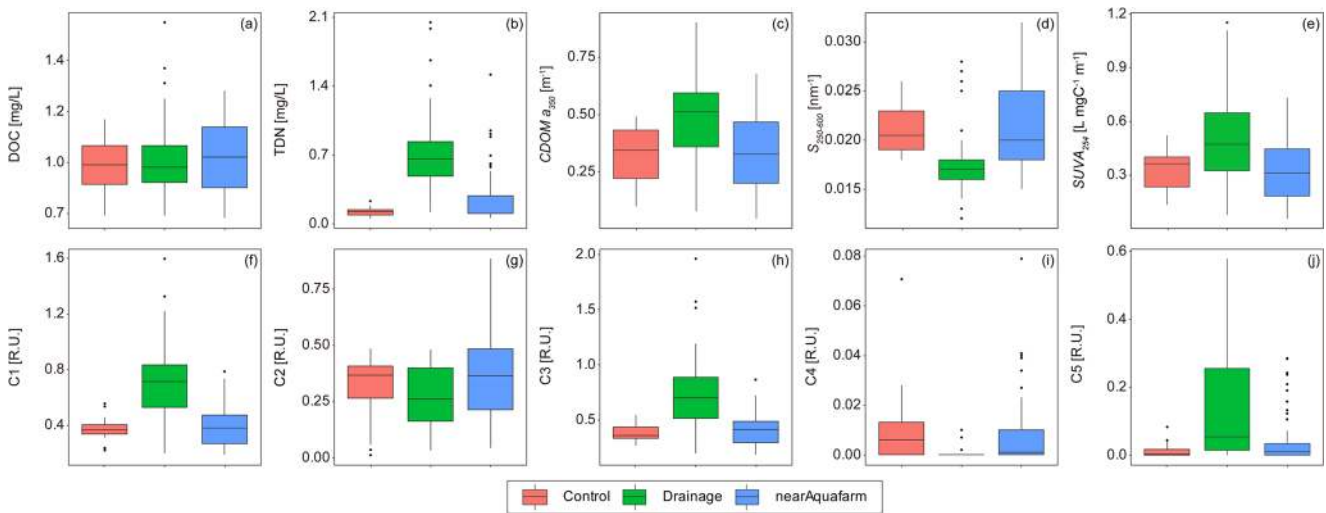 (a)
DOC [mg/L]
1.4
1.2
1.0
0.7
(b)
TDN [mg/L]
2.1
1.4
0.7
0.0
(c)
CDOM a350 [m-1]
0.75
0.50
0.25
(d)
S250-600 [nm-1]
0.030
0.025
0.020
0.015
(e)
SUVA254 [L mgC-1 m-1]
1.2
0.9
0.6
0.3
(f)
C1 [R.U.]
1.6
1.2
0.8
0.4
(g)
C2 [R.U.]
0.75
0.50
0.25
0.00
(h)
C3 [R.U.]
2.0
1.5
1.0
0.5
(i)
C4 [R.U.]
0.08
0.06
0.04
0.02
0.00
(j)
C5 [R.U.]
0.6
0.4
0.2
0.0
Control Drainage nearAquafarm